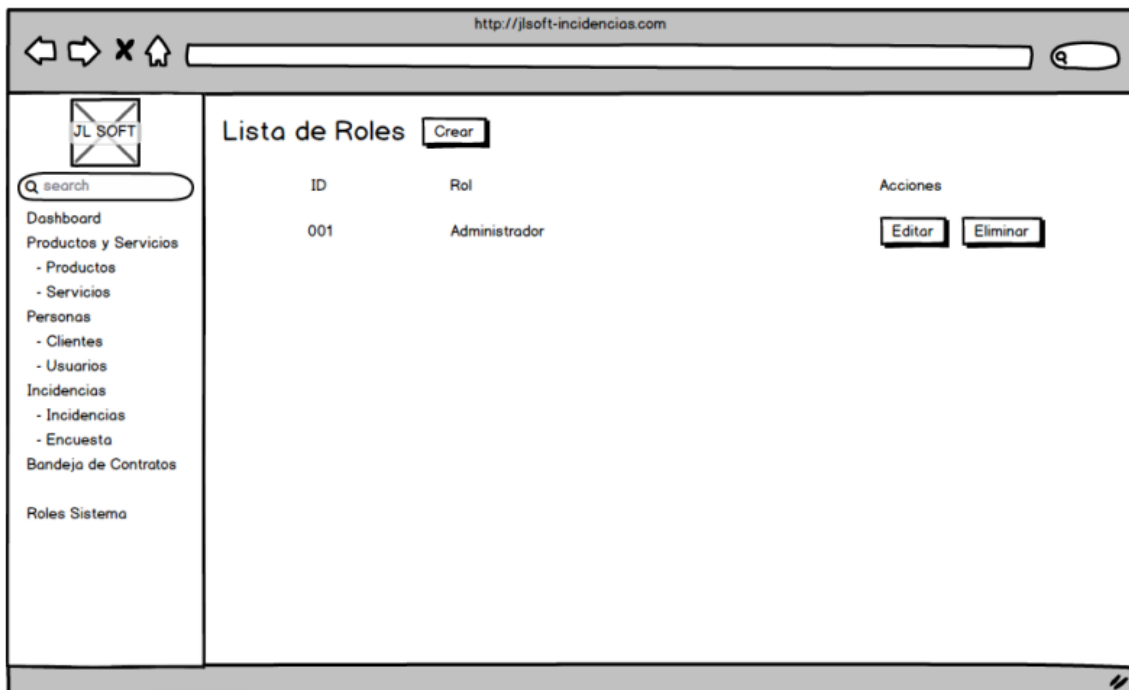 http://jlsoft-incidencias.com
JL SOFT
search
Dashboard
Productos y Servicios
- Productos
- Servicios
Personas
- Clientes
- Usuarios
Incidencias
- Incidencias
- Encuesta
Bandeja de Contratos
Roles Sistema
Lista de Roles Crear
ID Rol Acciones
001 Administrador Editar Eliminar